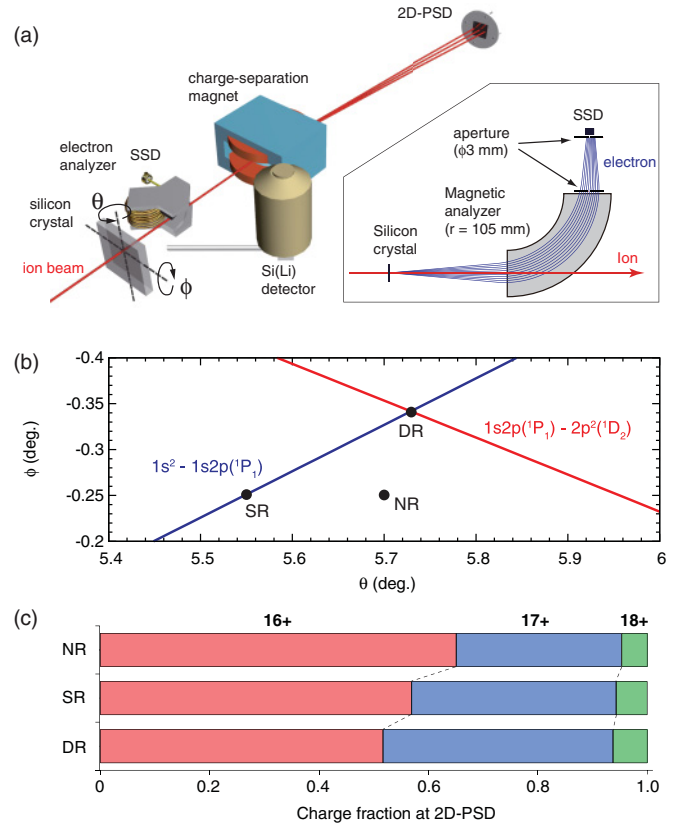 (a)
2D-PSD
charge-separation
magnet
electron
analyzer
SSD
silicon
crystal
θ
ion beam
ϕ
Si(Li)
detector
SSD
aperture
(ϕ3 mm)
electron
Magnetic
analyzer
(r = 105 mm)
Silicon
crystal
Ion
(b)
-0.4
-0.35
-0.3
-0.25
-0.2
ϕ (deg.)
1s² - 1s2p(¹P₁)
1s2p(¹P₁) - 2p²(¹D₂)
DR
SR
NR
5.4 5.5 5.6 5.7 5.8 5.9 6
θ (deg.)
(c)
16+ 17+ 18+
NR
SR
DR
0 0.2 0.4 0.6 0.8 1.0
Charge fraction at 2D-PSD